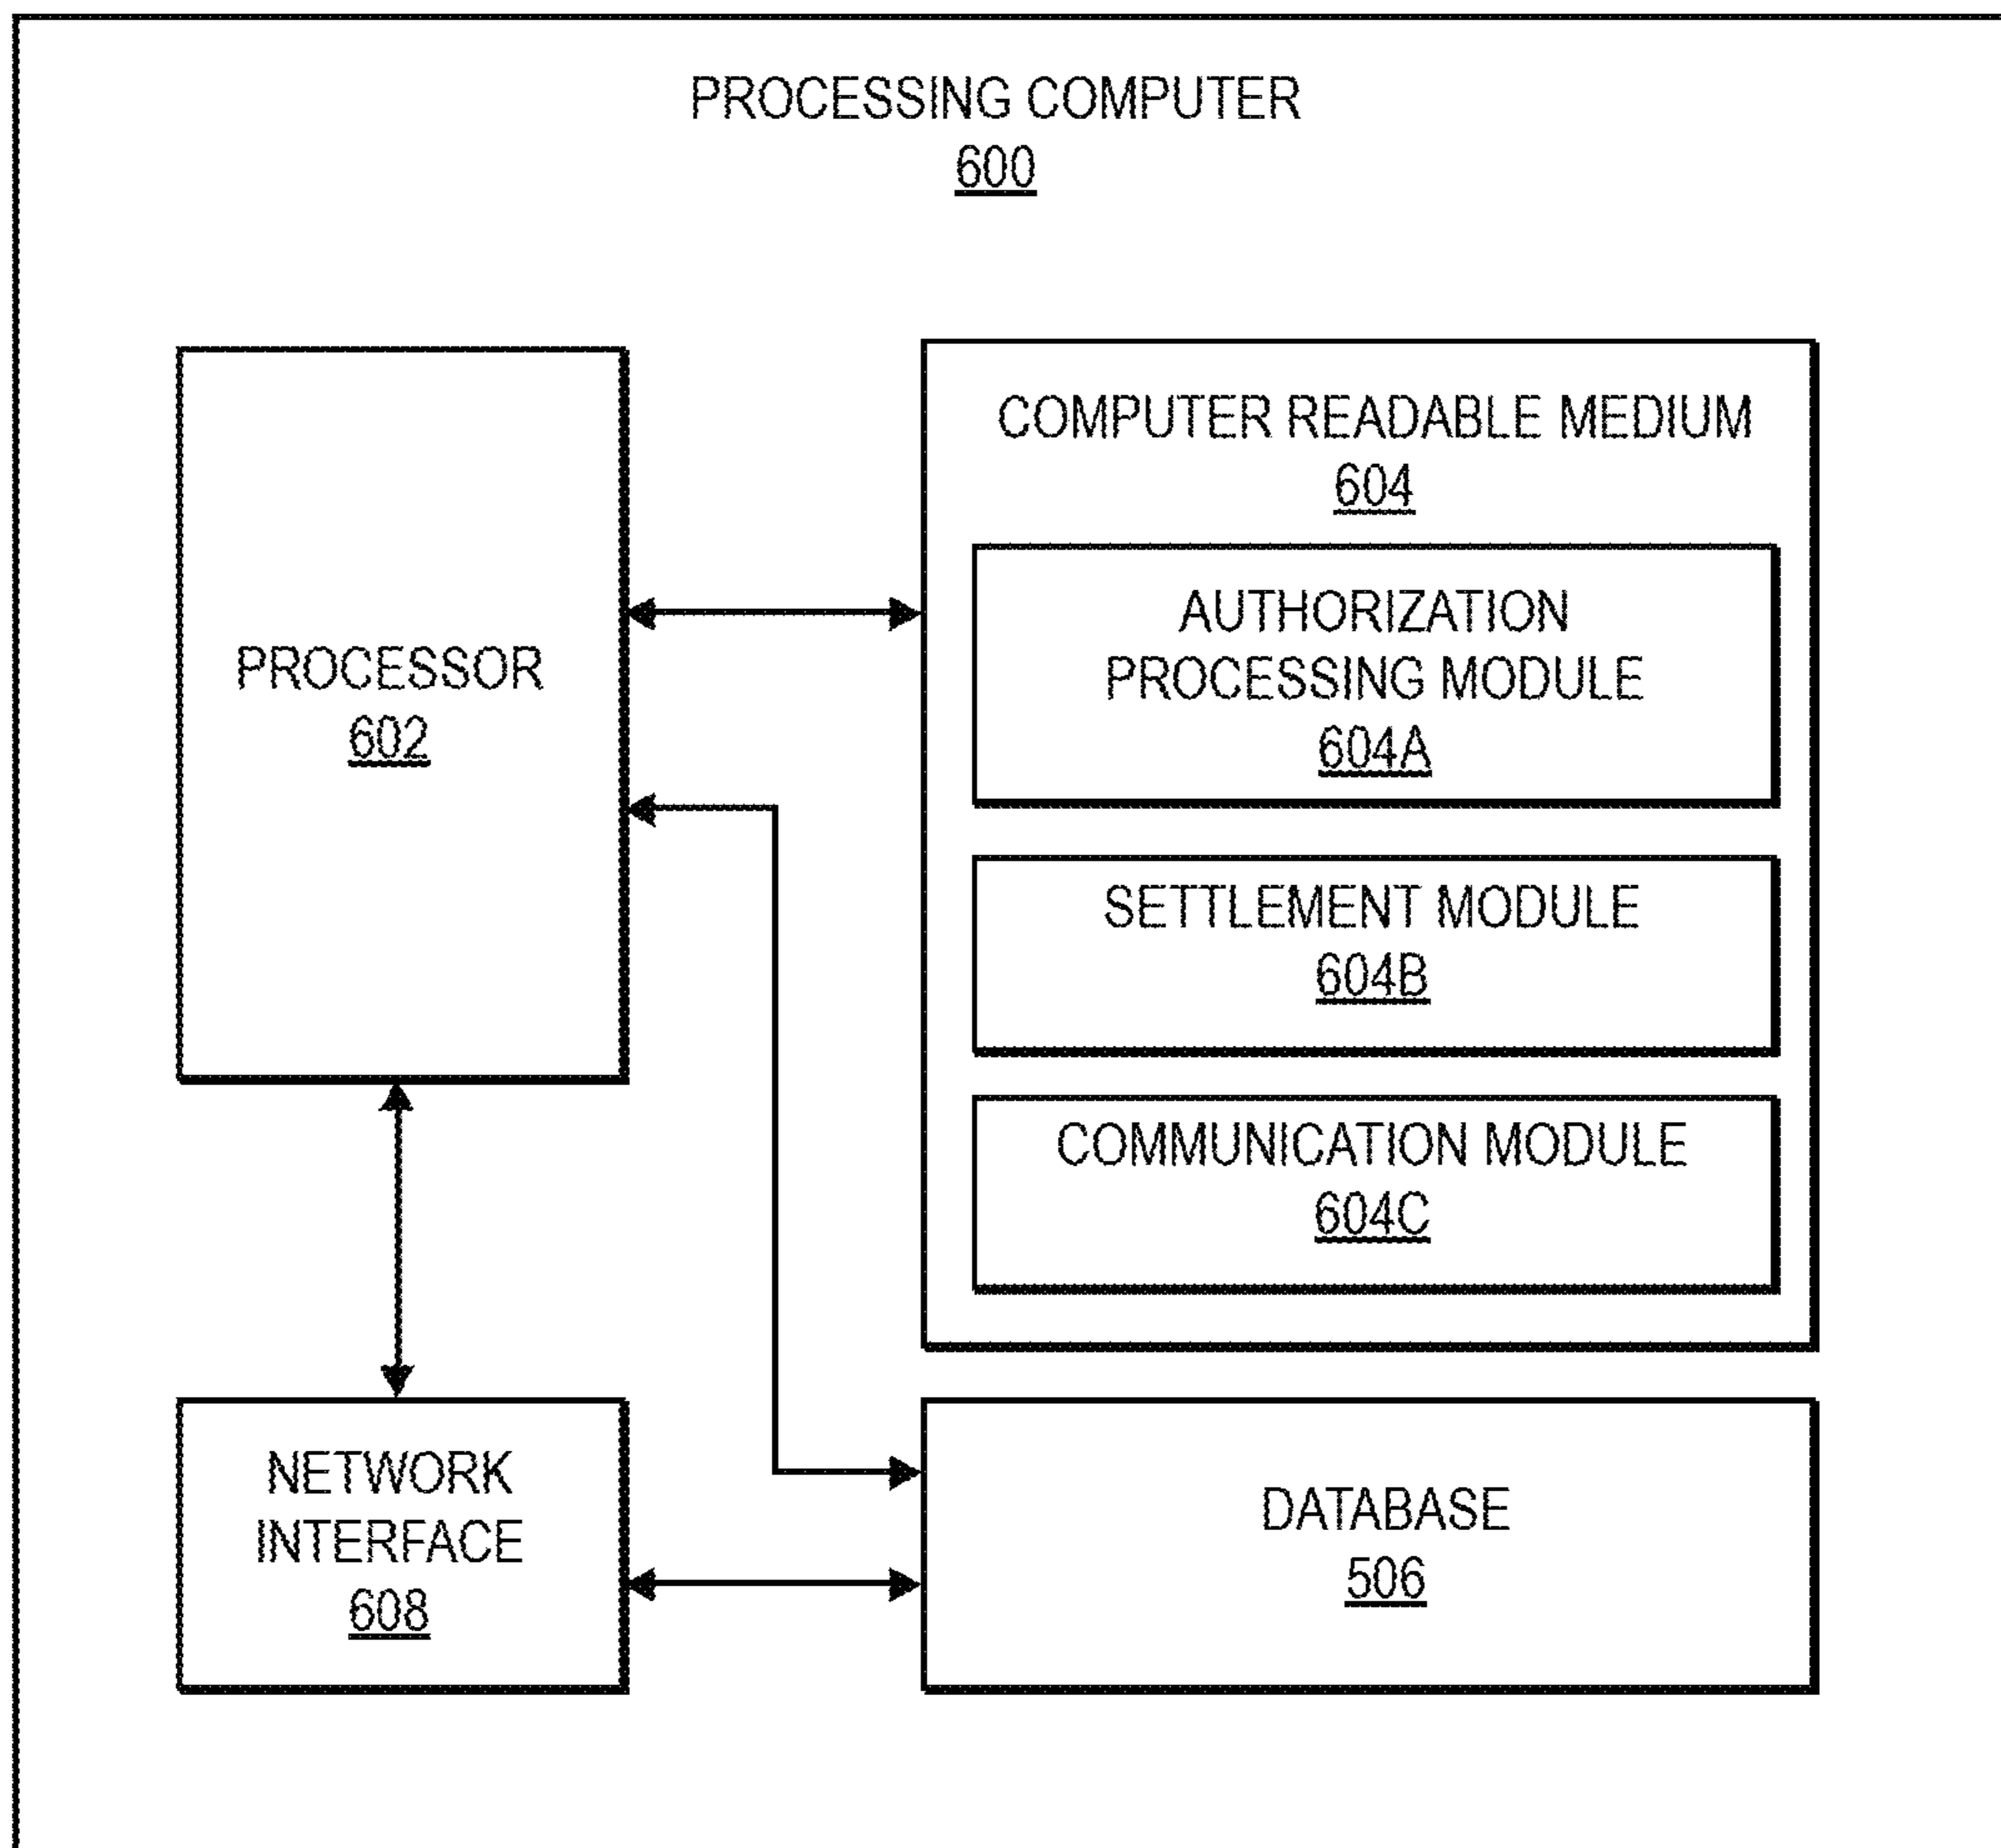 PROCESSING COMPUTER
600
PROCESSOR
602
COMPUTER READABLE MEDIUM
604
AUTHORIZATION
PROCESSING MODULE
604A
SETTLEMENT MODULE
604B
COMMUNICATION MODULE
604C
NETWORK
INTERFACE
608
DATABASE
506